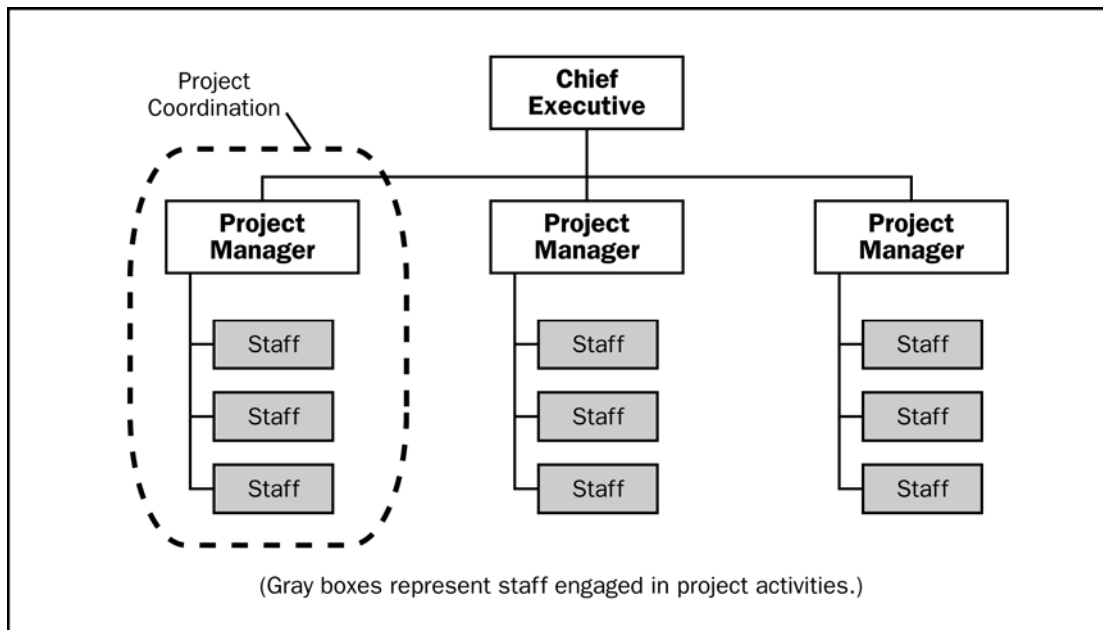 Project
Coordination
Chief
Executive
Project
Manager
Project
Manager
Project
Manager
Staff
Staff
Staff
Staff
Staff
Staff
Staff
Staff
Staff
(Gray boxes represent staff engaged in project activities.)